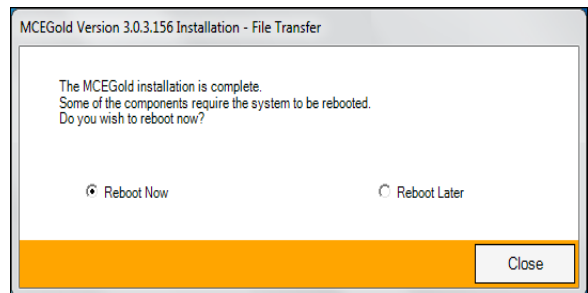 MCEGold Version 3.0.3.156 Installation - File Transfer
The MCEGold installation is complete.
Some of the components require the system to be rebooted.
Do you wish to reboot now?
Reboot Now
Reboot Later
Close